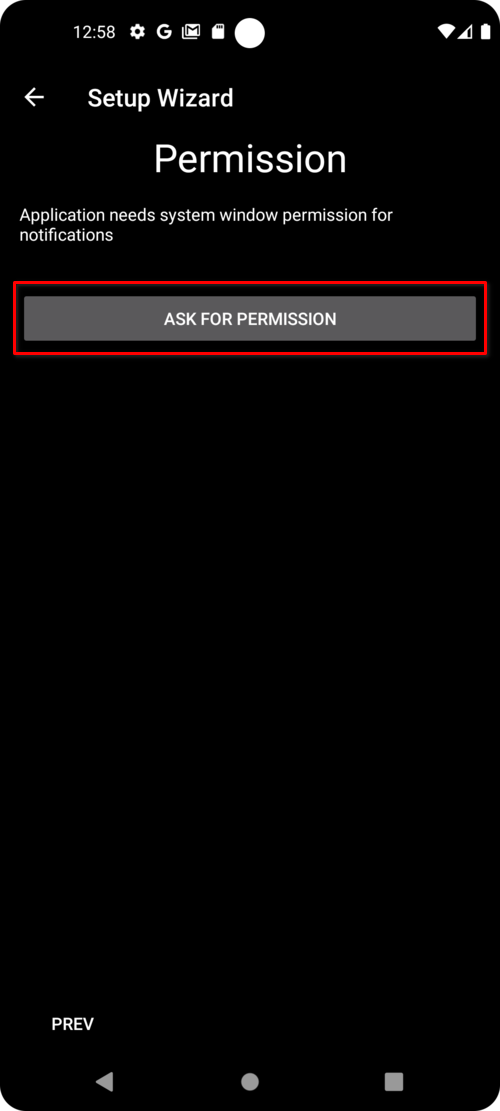 12:58
Setup Wizard
Permission
Application needs system window permission for
notifications
ASK FOR PERMISSION
PREV